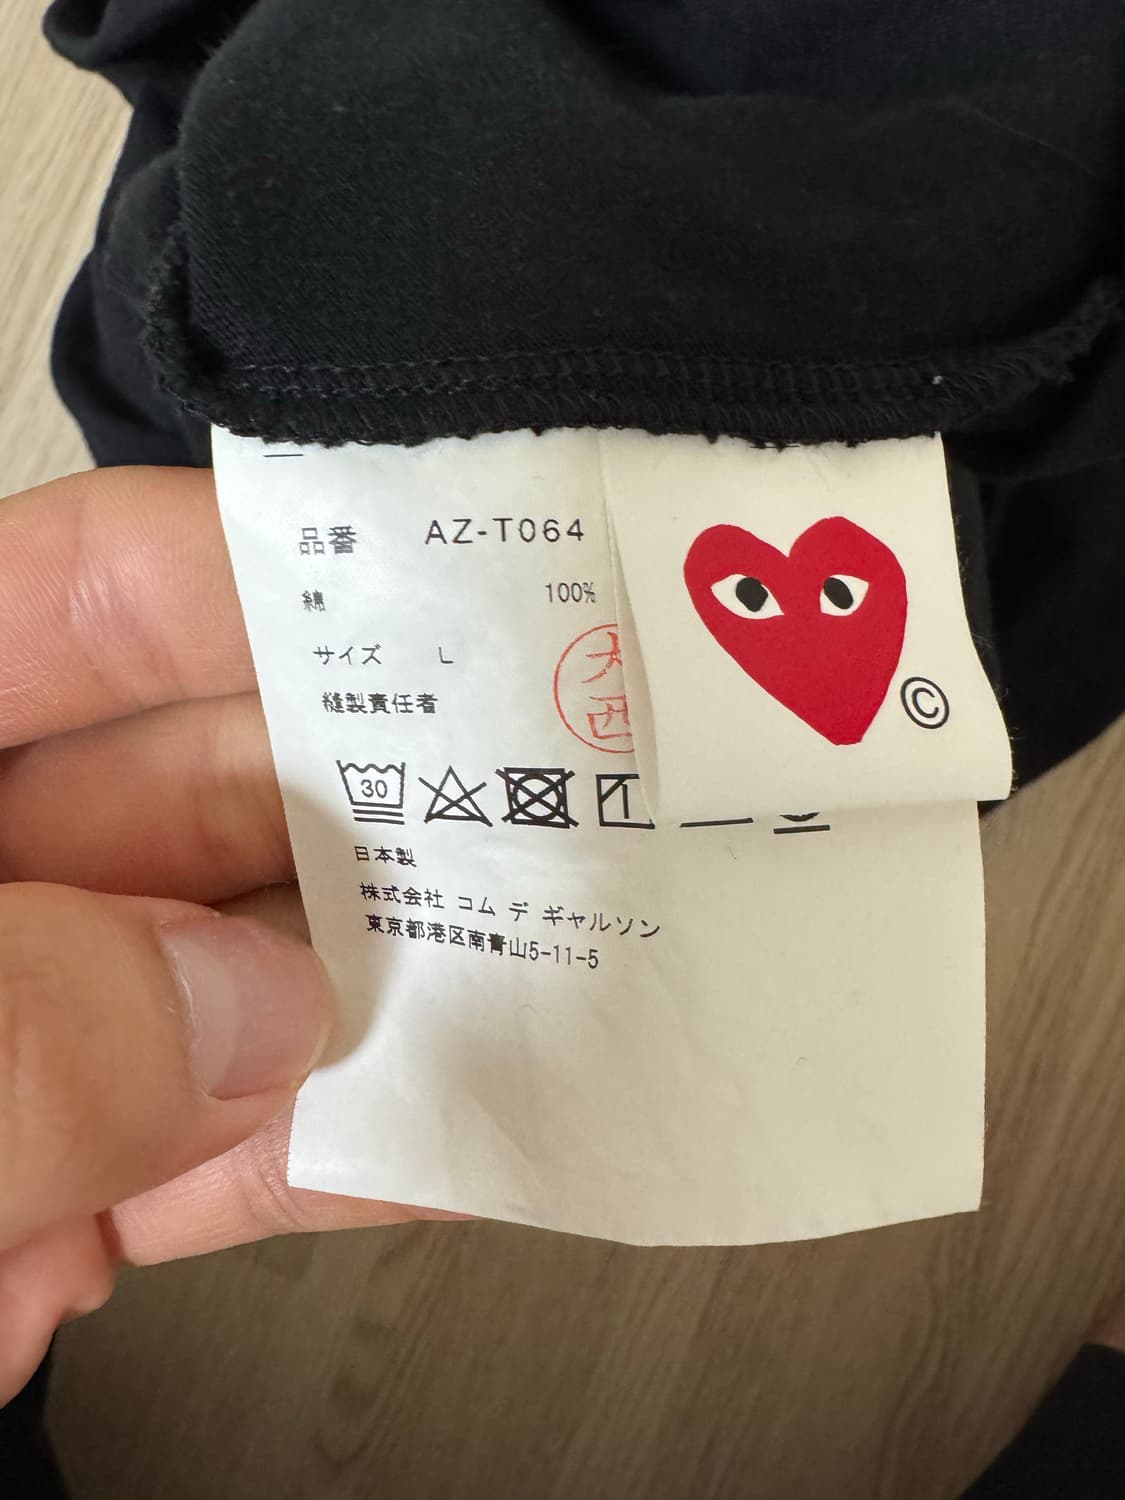 品番 AZ-T064
綿 100%
サイズ L
縫製責任者
大西
30
日本製
株式会社 コム デ ギャルソン
東京都港区南青山5-11-5
©